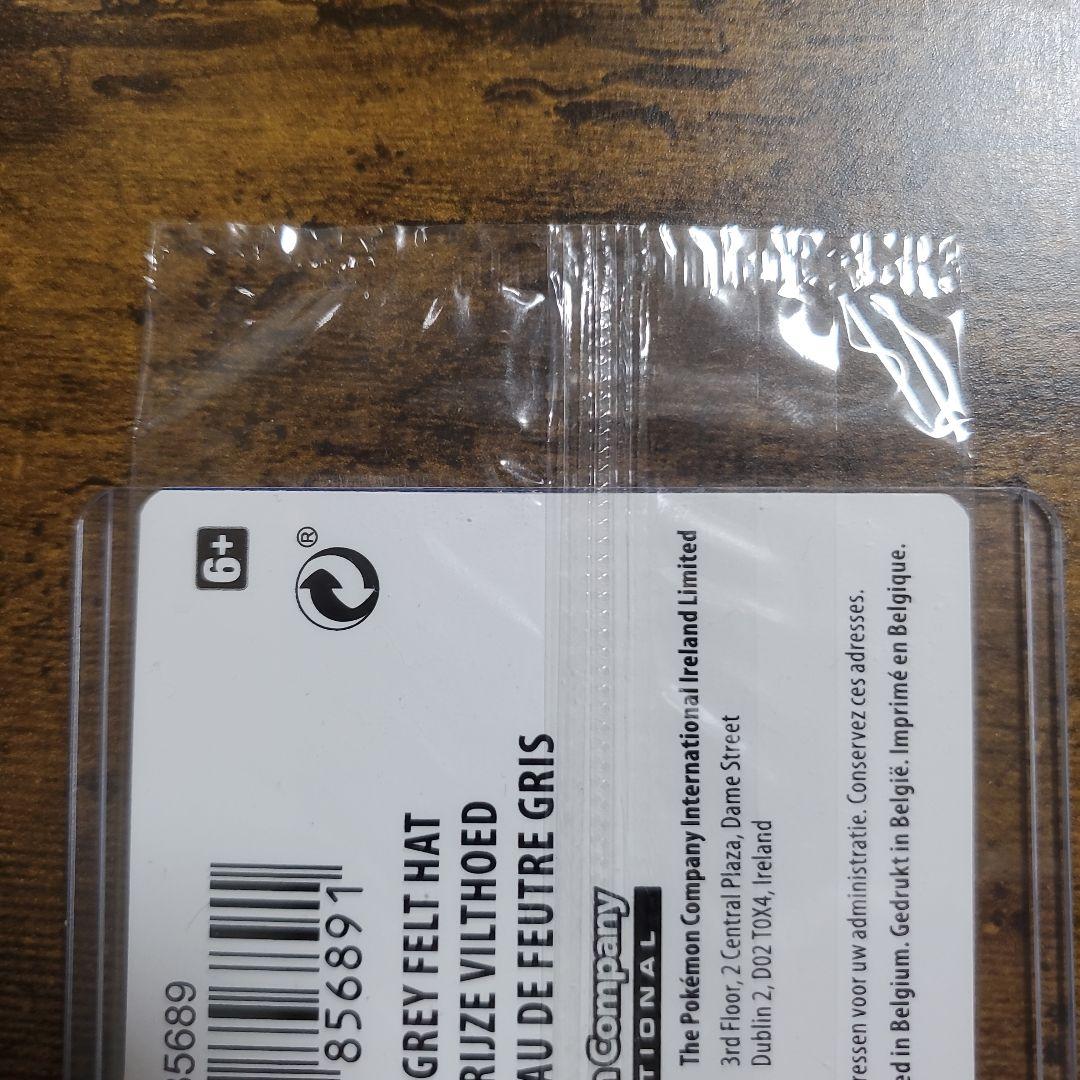 6+
®
85689
856891
GREY FELT HAT
RIJZE VILTHOED
AU DE FEUTRE GRIS
Company
TIONAL
The Pokémon Company International Ireland Limited
3rd Floor, 2 Central Plaza, Dame Street
Dublin 2, D02 T0X4, Ireland
ressen voor uw administratie. Conservez ces adresses.
ed in Belgium. Gedrukt in België. Imprimé en Belgique.